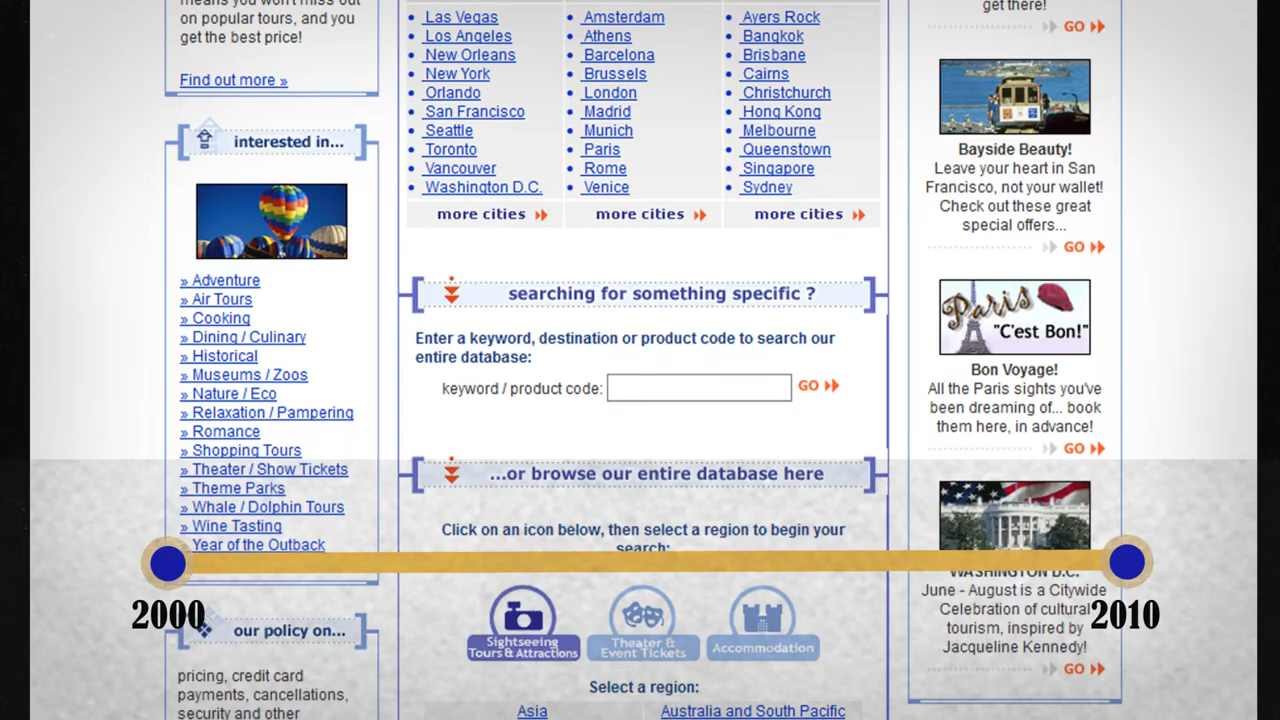 means you won't miss out
on popular tours, and you
get the best price!
Find out more »
interested in...
» Adventure
» Air Tours
» Cooking
» Dining / Culinary
» Historical
» Museums / Zoos
» Nature / Eco
» Relaxation / Pampering
» Romance
» Shopping Tours
» Theater / Show Tickets
» Theme Parks
» Whale / Dolphin Tours
» Wine Tasting
» Year of the Outback
2000
our policy on...
pricing, credit card
payments, cancellations,
security and other
Las Vegas
Los Angeles
New Orleans
New York
Orlando
San Francisco
Seattle
Toronto
Vancouver
Washington D.C.
more cities
Amsterdam
Athens
Barcelona
Brussels
London
Madrid
Munich
Paris
Rome
Venice
more cities
Ayers Rock
Bangkok
Brisbane
Cairns
Christchurch
Hong Kong
Melbourne
Queenstown
Singapore
Sydney
more cities
searching for something specific ?
Enter a keyword, destination or product code to search our
entire database:
keyword / product code: GO
...or browse our entire database here
Click on an icon below, then select a region to begin your
search:
Sightseeing
Tours & Attractions
Theater &
Event Tickets
Accommodation
Select a region:
Asia
Australia and South Pacific
get there!
GO
Bayside Beauty!
Leave your heart in San
Francisco, not your wallet!
Check out these great
special offers...
GO
Paris
"C'est Bon!"
Bon Voyage!
All the Paris sights you've
been dreaming of... book
them here, in advance!
GO
WASHINGTON D.C.
June - August is a Citywide
Celebration of cultural
tourism, inspired by
Jacqueline Kennedy!
GO
2010